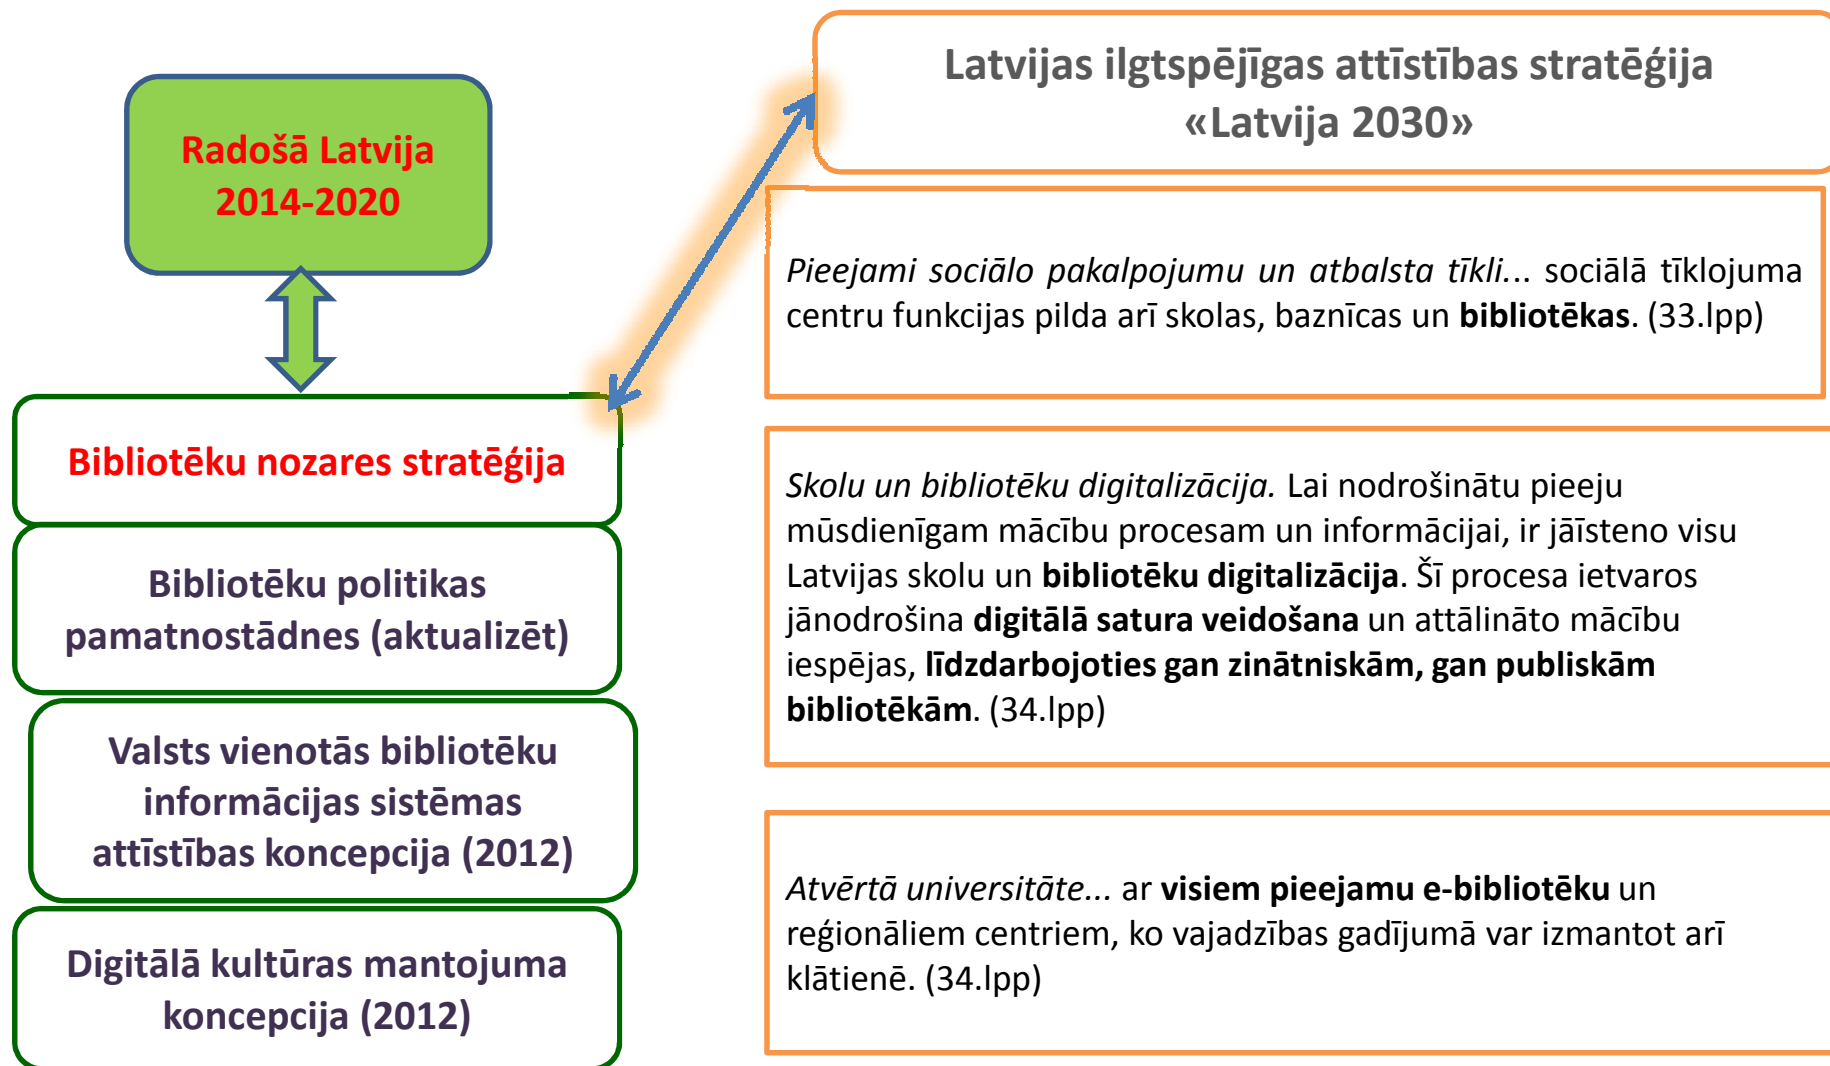 Radošā Latvija
2014-2020
Bibliotēku nozares stratēģija
Bibliotēku politikas
pamatnostādnes (aktualizēt)
Valsts vienotās bibliotēku
informācijas sistēmas
attīstības koncepcija (2012)
Digitālā kultūras mantojuma
koncepcija (2012)
Latvijas ilgtspējīgas attīstības stratēģija
«Latvija 2030»
Pieejami sociālo pakalpojumu un atbalsta tīkli... sociālā tīklojuma
centru funkcijas pilda arī skolas, baznīcas un bibliotēkas. (33.lpp)
Skolu un bibliotēku digitalizācija. Lai nodrošinātu pieeju
mūsdienīgam mācību procesam un informācijai, ir jāīsteno visu
Latvijas skolu un bibliotēku digitalizācija. Šī procesa ietvaros
jānodrošina digitālā satura veidošana un attālināto mācību
iespējas, līdzdarbojoties gan zinātniskām, gan publiskām
bibliotēkām. (34.lpp)
Atvērtā universitāte... ar visiem pieejamu e-bibliotēku un
reģionāliem centriem, ko vajadzības gadījumā var izmantot arī
klātienē. (34.lpp)